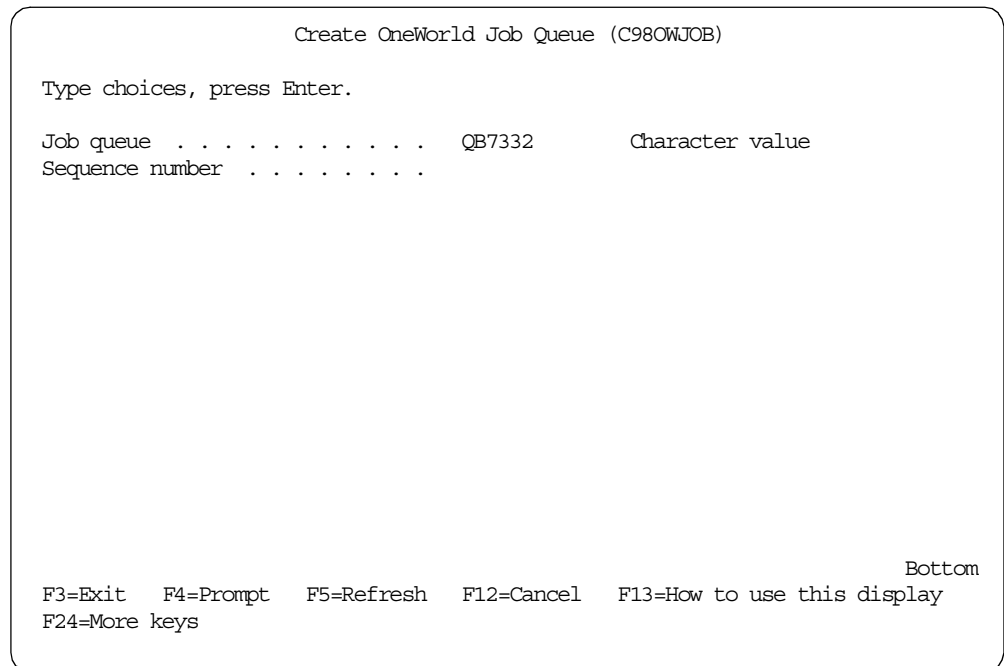 Create OneWorld Job Queue (C98OWJOB)
Type choices, press Enter.
Job queue . . . . . . . . . . . QB7332 Character value
Sequence number . . . . . . . .
Bottom
F3=Exit F4=Prompt F5=Refresh F12=Cancel F13=How to use this display
F24=More keys